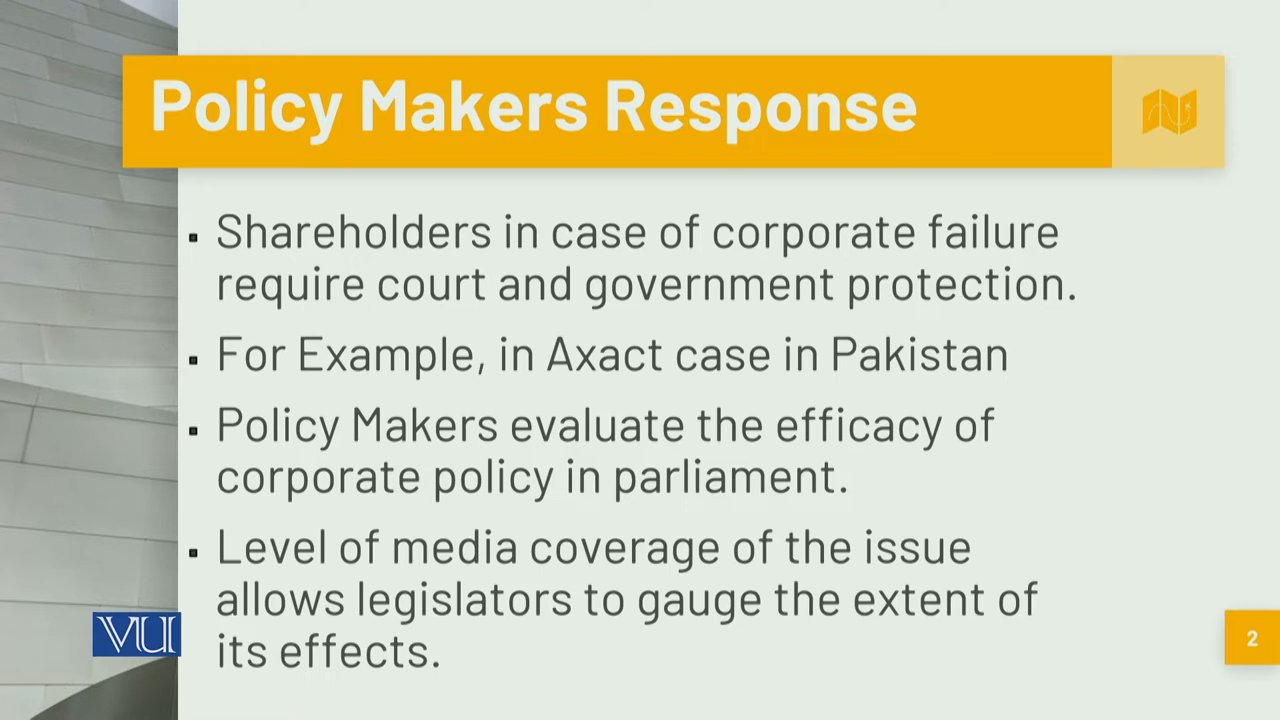 Policy Makers Response
▪ Shareholders in case of corporate failure
require court and government protection.
▪ For Example, in Axact case in Pakistan
▪ Policy Makers evaluate the efficacy of
corporate policy in parliament.
▪ Level of media coverage of the issue
allows legislators to gauge the extent of
its effects.
VU
2